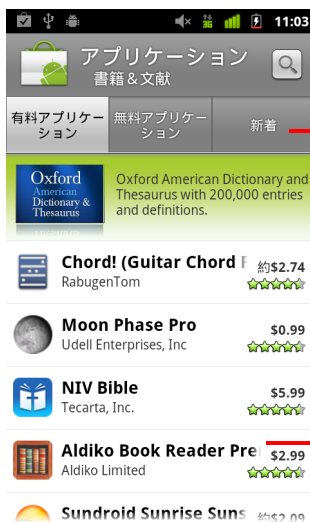 11:03
アプリケーション
書籍＆文献
有料アプリケー
ション
無料アプリケー
ション
新着
Oxford
American
Dictionary &
Thesaurus
Oxford American Dictionary and
Thesaurus with 200,000 entries
and definitions.
Chord! (Guitar Chord F
約$2.74
RabugenTom
Moon Phase Pro
$0.99
Udell Enterprises, Inc
NIV Bible
$5.99
Tecarta, Inc.
Aldiko Book Reader Pre
$2.99
Aldiko Limited
Sundroid Sunrise Suns
約$2.09